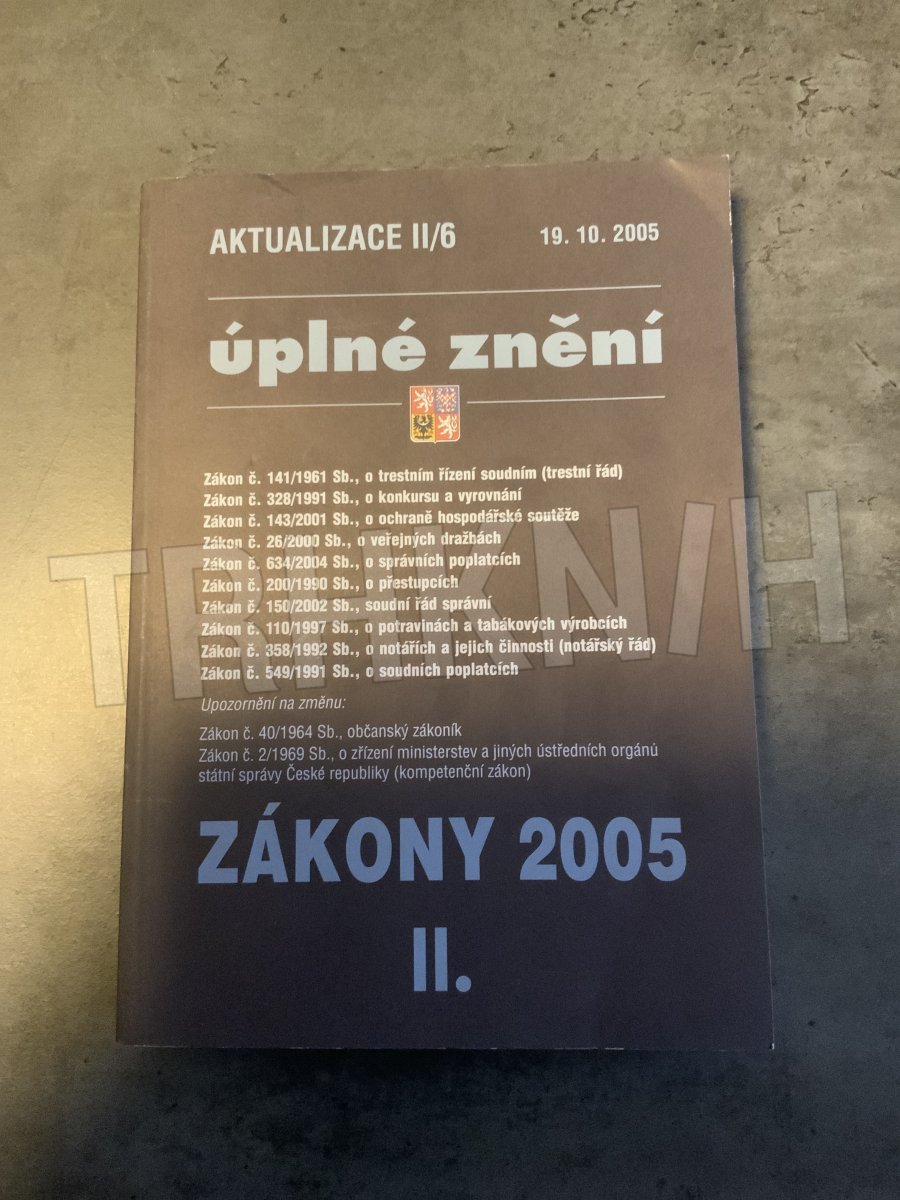 AKTUALIZACE II/6 19. 10. 2005
úplné znění
Zákon č. 141/1961 Sb., o trestním řízení soudním (trestní řád)
Zákon č. 328/1991 Sb., o konkursu a vyrovnání
Zákon č. 143/2001 Sb., o ochraně hospodářské soutěže
Zákon č. 26/2000 Sb., o veřejných dražbách
Zákon č. 634/2004 Sb., o správních poplatcích
Zákon č. 200/1990 Sb., o přestupcích
Zákon č. 150/2002 Sb., soudní řád správní
Zákon č. 110/1997 Sb., o potravinách a tabákových výrobcích
Zákon č. 358/1992 Sb., o notářích a jejich činnosti (notářský řád)
Zákon č. 549/1991 Sb., o soudních poplatcích
TRHKNIH
Upozornění na změnu:
Zákon č. 40/1964 Sb., občanský zákoník
Zákon č. 2/1969 Sb., o zřízení ministerstev a jiných ústředních orgánů
státní správy České republiky (kompetenční zákon)
ZÁKONY 2005
II.